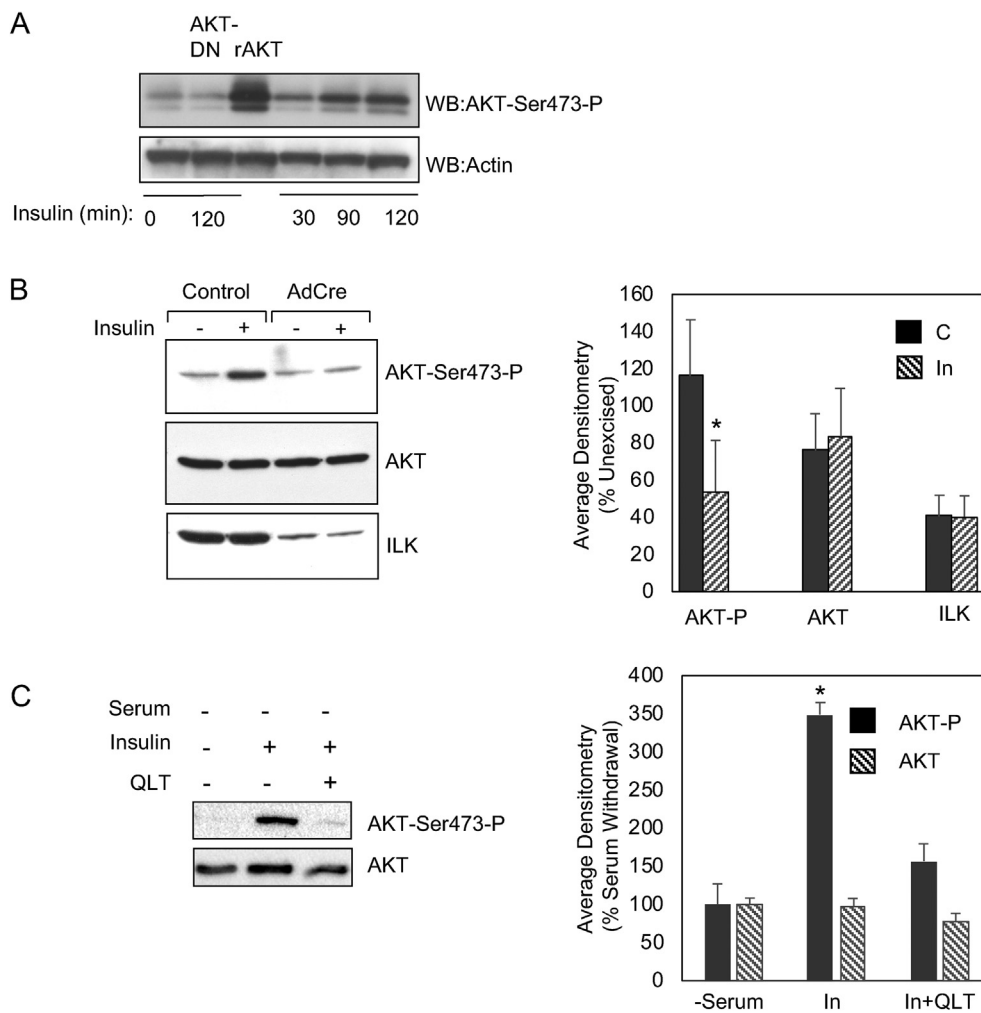 A
AKT-
DN rAKT
WB:AKT-Ser473-P
WB:Actin
Insulin (min): 0 120 30 90 120
B
Control AdCre
Insulin - + - +
AKT-Ser473-P
AKT
ILK
160
140
120
100
80
60
40
20
0
Average Densitometry
(% Unexcised)
C
In
*
AKT-P AKT ILK
C
Serum - - -
Insulin - + +
QLT - - +
AKT-Ser473-P
AKT
400
350
300
250
200
150
100
50
0
Average Densitometry
(% Serum Withdrawal)
*
AKT-P
AKT
-Serum In In+QLT